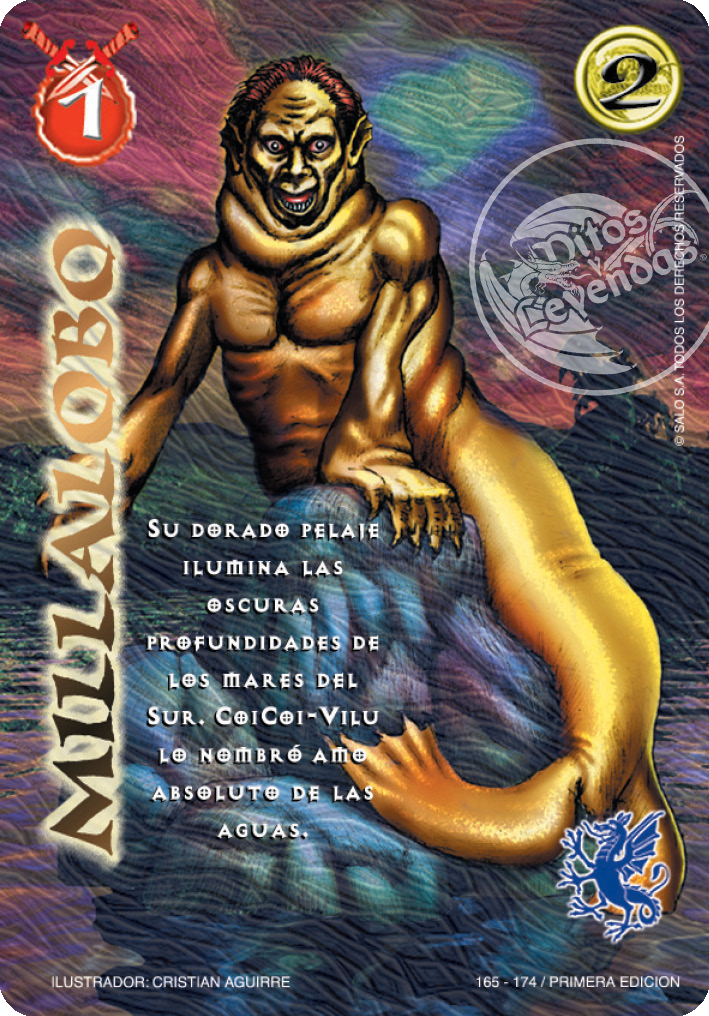 1
2
Mitos
y
Leyendas
®
© SALO S.A. TODOS LOS DERECHOS RESERVADOS
MILLALOBO
SU DORADO PELAJE
ILUMINA LAS
OSCURAS
PROFUNDIDADES DE
LOS MARES DEL
SUR. COICOI-VILU
LO NOMBRÓ AMO
ABSOLUTO DE LAS
AGUAS.
ILUSTRADOR: CRISTIAN AGUIRRE
165 - 174 / PRIMERA EDICION